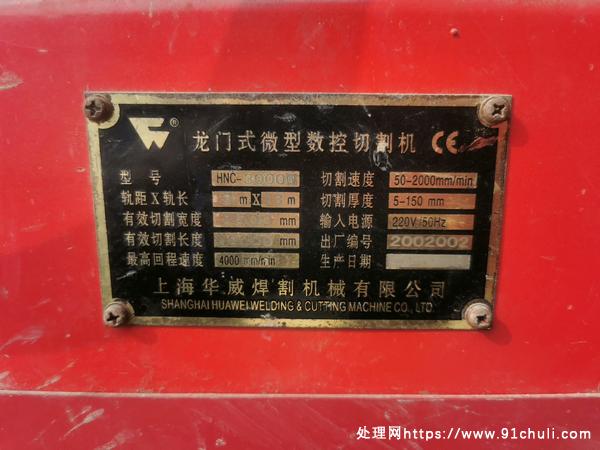 ® 龙门式微型数控切割机 CE
型号 HNC- 切割速度 50-2000mm/min
轨距X轨长 m X m 切割厚度 5-150 mm
有效切割宽度 mm 输入电源 220V/50Hz
有效切割长度 mm 出厂编号 2002002
最高回程速度 4000 mm/min 生产日期
上海华威焊割机械有限公司
SHANGHAI HUAWEI WELDING & CUTTING MACHINE CO., LTD.
处理网https://www.91chuli.com